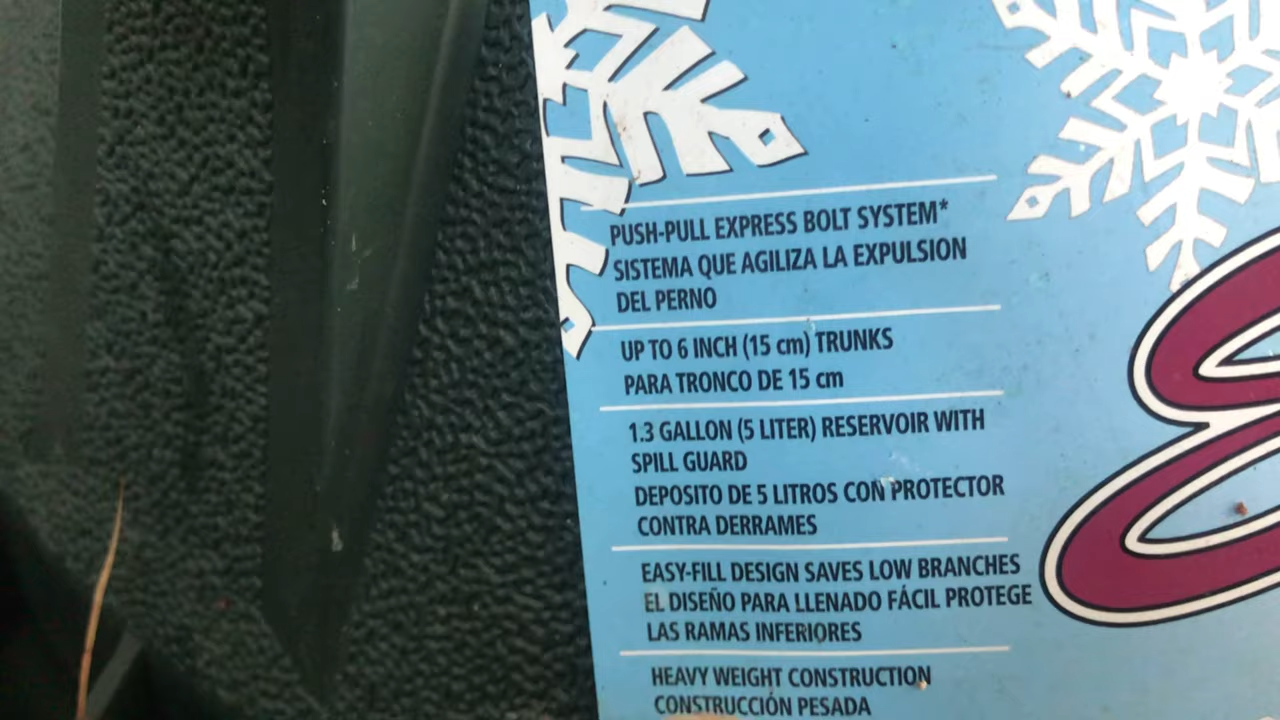 PUSH-PULL EXPRESS BOLT SYSTEM*
SISTEMA QUE AGILIZA LA EXPULSION
DEL PERNO
UP TO 6 INCH (15 cm) TRUNKS
PARA TRONCO DE 15 cm
1.3 GALLON (5 LITER) RESERVOIR WITH
SPILL GUARD
DEPOSITO DE 5 LITROS CON PROTECTOR
CONTRA DERRAMES
EASY-FILL DESIGN SAVES LOW BRANCHES
EL DISEÑO PARA LLENADO FÁCIL PROTEGE
LAS RAMAS INFERIORES
HEAVY WEIGHT CONSTRUCTION
CONSTRUCCIÓN PESADA